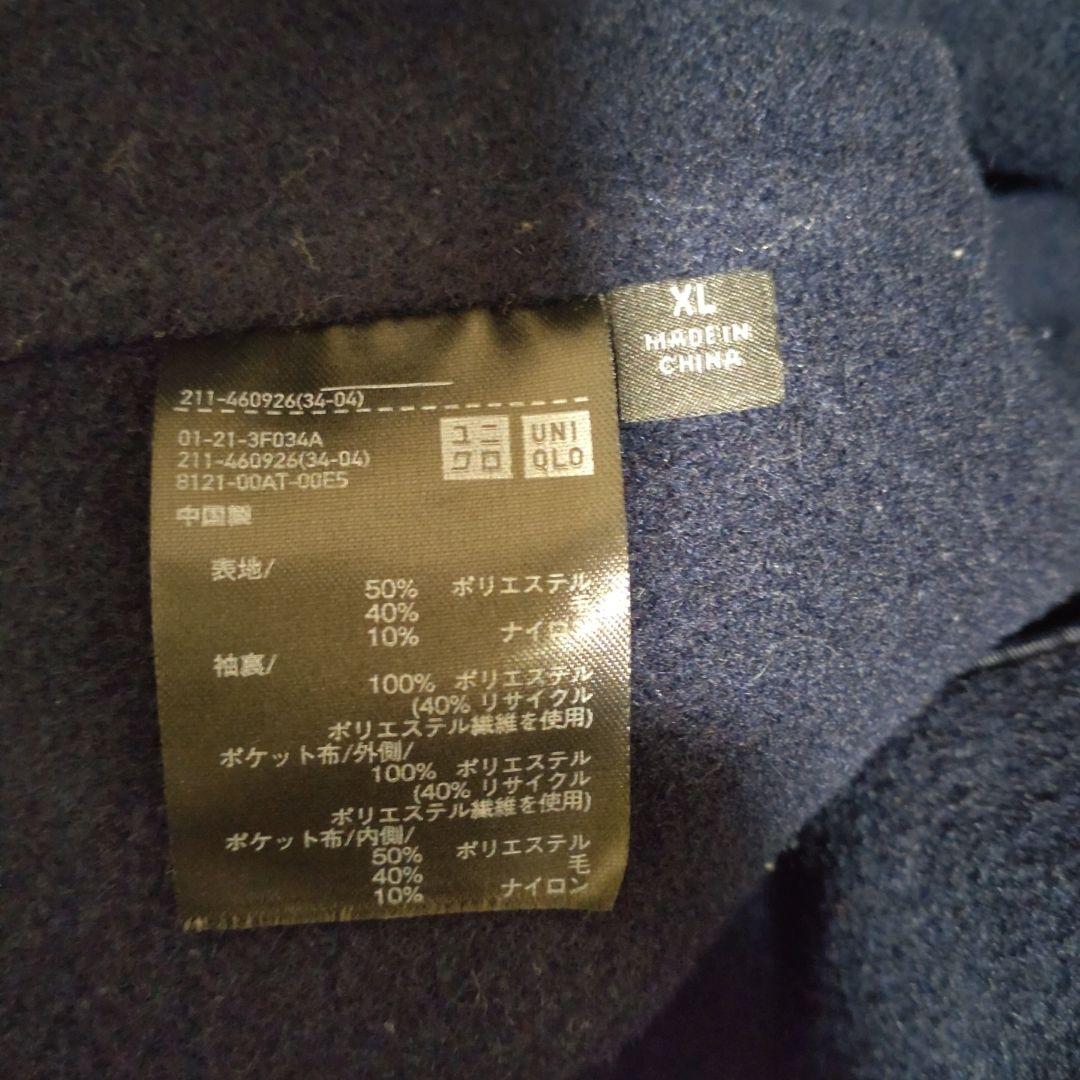 XL
MADE IN
CHINA
211-460926(34-04)
01-21-3F034A
211-460926(34-04)
8121-00AT-00E5
中国製
ユニ
クロ
UNI
QLO
表地/
50% ポリエステル
40%
10% ナイロン
袖裏/
100% ポリエステル
(40% リサイクル
ポリエステル繊維を使用)
ポケット布/外側/
100% ポリエステル
(40% リサイクル
ポリエステル繊維を使用)
ポケット布/内側/
50% ポリエステル
40% 毛
10% ナイロン